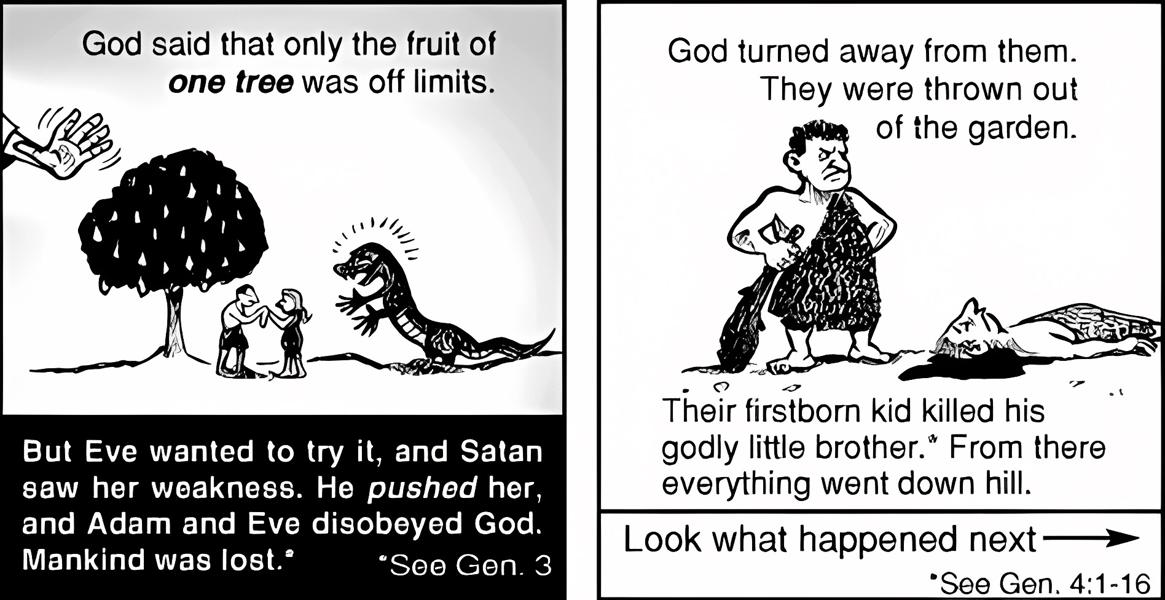 God said that only the fruit of
one tree was off limits.
But Eve wanted to try it, and Satan
saw her weakness. He pushed her,
and Adam and Eve disobeyed God.
Mankind was lost.*
*See Gen. 3
God turned away from them.
They were thrown out
of the garden.
Their firstborn kid killed his
godly little brother.* From there
everything went down hill.
Look what happened next
*See Gen. 4:1-16